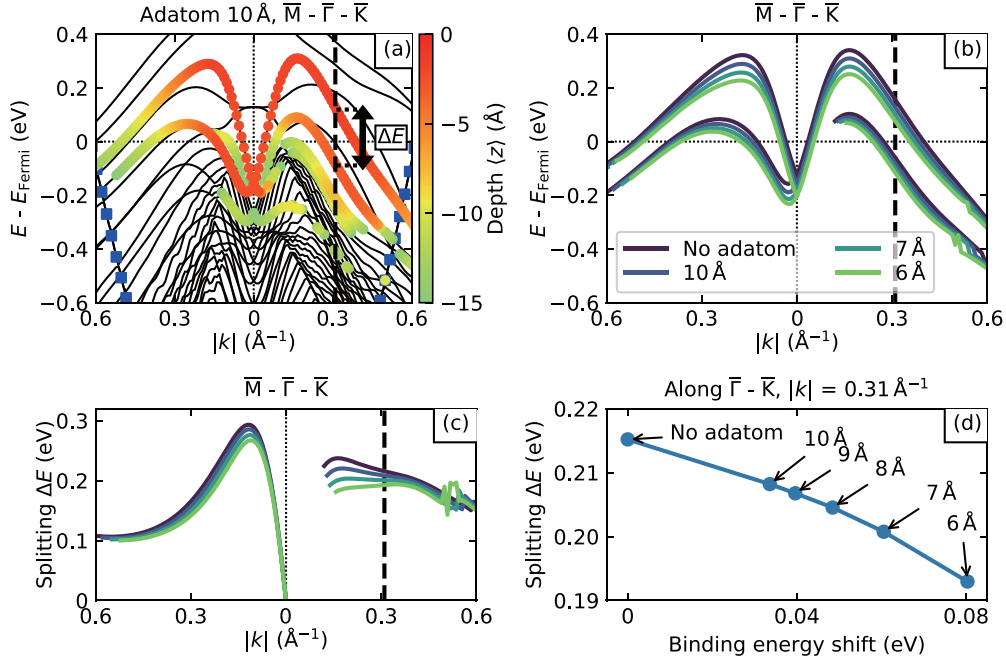 Adatom 10 Å, M̅ - Γ̅ - K̅
(a)
0.4
0.2
0
−0.2
−0.4
−0.6
E - E_Fermi (eV)
ΔE
0.6
0.3
0
0.3
0.6
|k| (Å⁻¹)
0
−5
−10
−15
Depth (z) (Å)
M̅ - Γ̅ - K̅
(b)
0.4
0.2
0
−0.2
−0.4
−0.6
E - E_Fermi (eV)
No adatom
10 Å
7 Å
6 Å
0.6
0.3
0
0.3
0.6
|k| (Å⁻¹)
M̅ - Γ̅ - K̅
(c)
0.3
0.2
0.1
0
Splitting ΔE (eV)
0.6
0.3
0
0.3
0.6
|k| (Å⁻¹)
Along Γ̅ - K̅, |k| = 0.31 Å⁻¹
(d)
0.22
0.21
0.20
0.19
Splitting ΔE (eV)
No adatom
10 Å
9 Å
8 Å
7 Å
6 Å
0
0.04
0.08
Binding energy shift (eV)